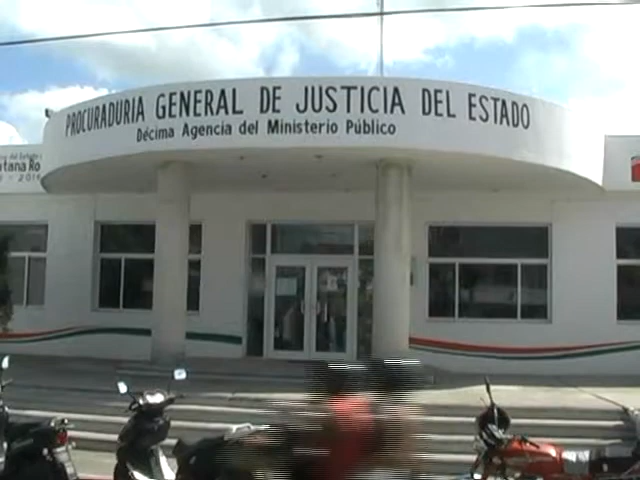 PROCURADURIA GENERAL DE JUSTICIA DEL ESTADO
Décima Agencia del Ministerio Público